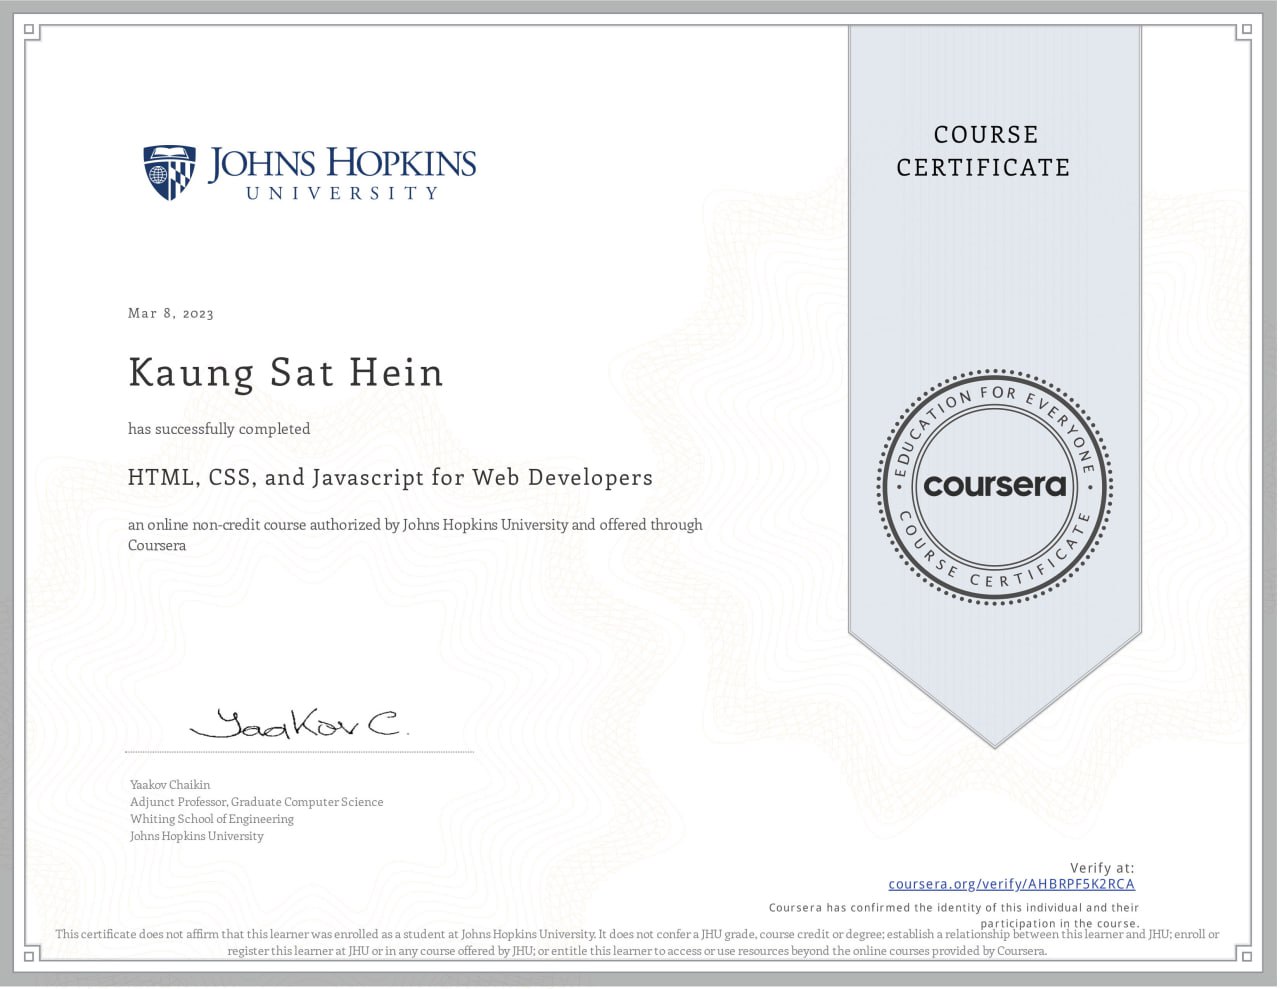 JOHNS HOPKINS
UNIVERSITY
COURSE
CERTIFICATE
Mar 8, 2023
Kaung Sat Hein
has successfully completed
HTML, CSS, and Javascript for Web Developers
an online non-credit course authorized by Johns Hopkins University and offered through
Coursera
EDUCATION FOR EVERYONE
coursera
COURSE CERTIFICATE
Yaakov C.
Yaakov Chaikin
Adjunct Professor, Graduate Computer Science
Whiting School of Engineering
Johns Hopkins University
Verify at:
coursera.org/verify/AHBRPF5K2RCA
Coursera has confirmed the identity of this individual and their
participation in the course.
This certificate does not affirm that this learner was enrolled as a student at Johns Hopkins University. It does not confer a JHU grade, course credit or degree; establish a relationship between this learner and JHU; enroll or
register this learner at JHU or in any course offered by JHU; or entitle this learner to access or use resources beyond the online courses provided by Coursera.